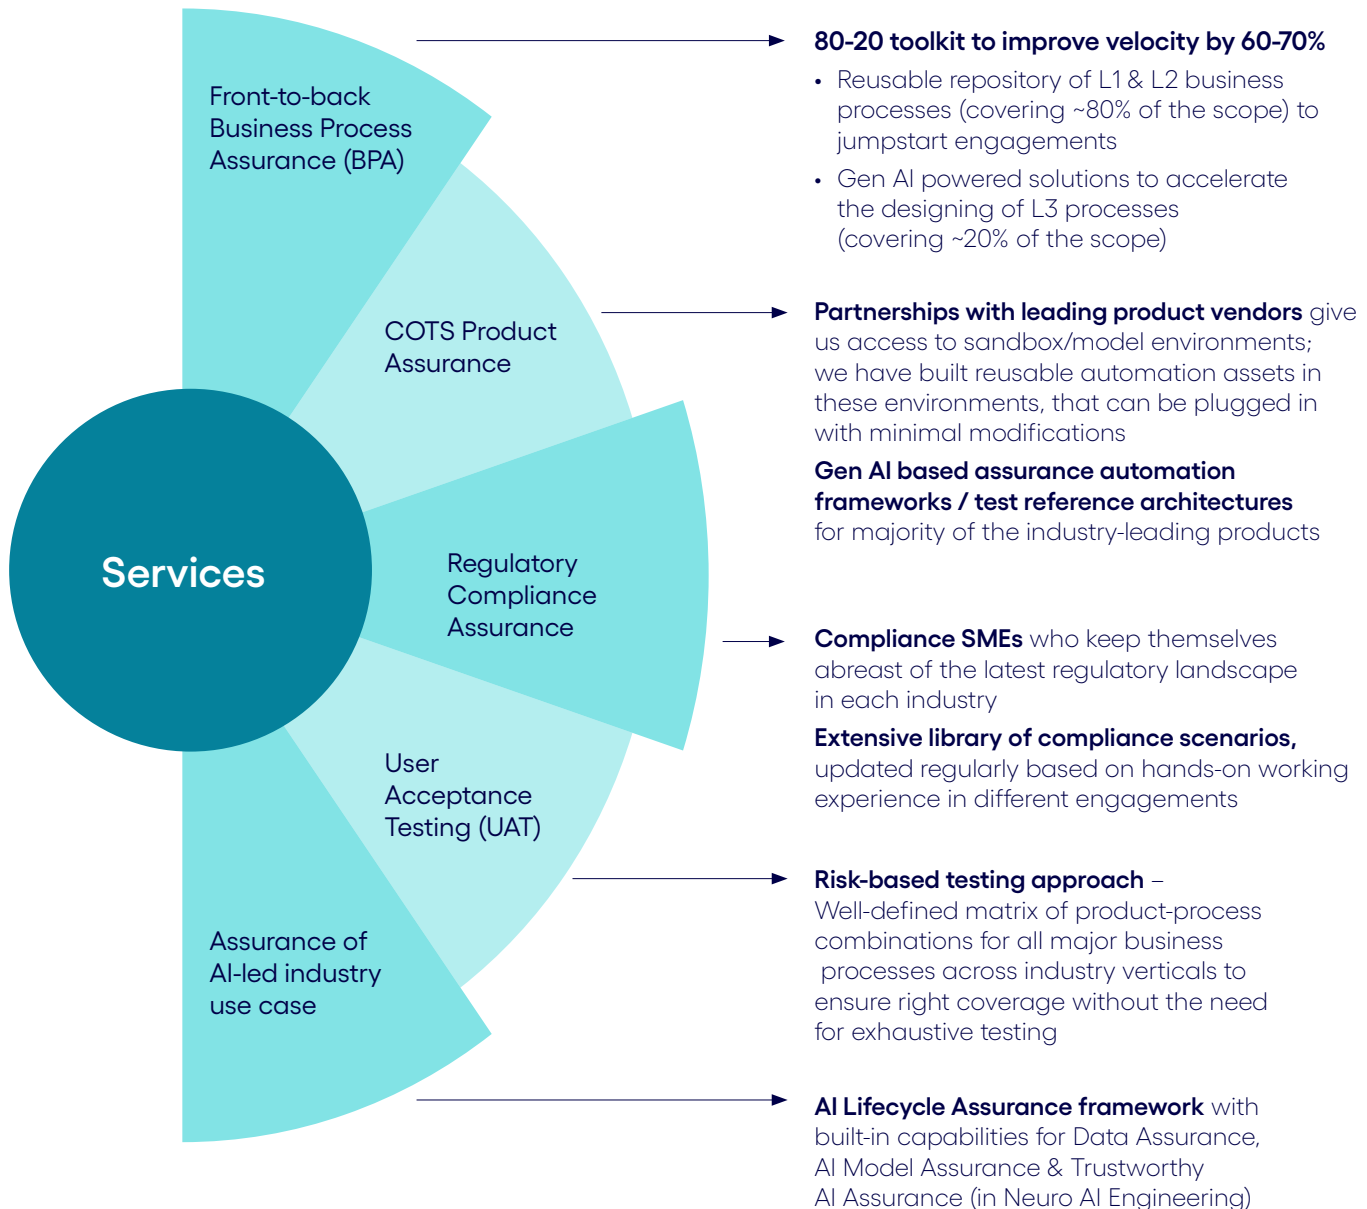 Services
Front-to-back
Business Process
Assurance (BPA)
80-20 toolkit to improve velocity by 60-70%
• Reusable repository of L1 & L2 business
processes (covering ~80% of the scope) to
jumpstart engagements
• Gen AI powered solutions to accelerate
the designing of L3 processes
(covering ~20% of the scope)
COTS Product
Assurance
Partnerships with leading product vendors give
us access to sandbox/model environments;
we have built reusable automation assets in
these environments, that can be plugged in
with minimal modifications
Gen AI based assurance automation
frameworks / test reference architectures
for majority of the industry-leading products
Regulatory
Compliance
Assurance
Compliance SMEs who keep themselves
abreast of the latest regulatory landscape
in each industry
Extensive library of compliance scenarios,
updated regularly based on hands-on working
experience in different engagements
User
Acceptance
Testing (UAT)
Risk-based testing approach –
Well-defined matrix of product-process
combinations for all major business
processes across industry verticals to
ensure right coverage without the need
for exhaustive testing
Assurance of
AI-led industry
use case
AI Lifecycle Assurance framework with
built-in capabilities for Data Assurance,
AI Model Assurance & Trustworthy
AI Assurance (in Neuro AI Engineering)